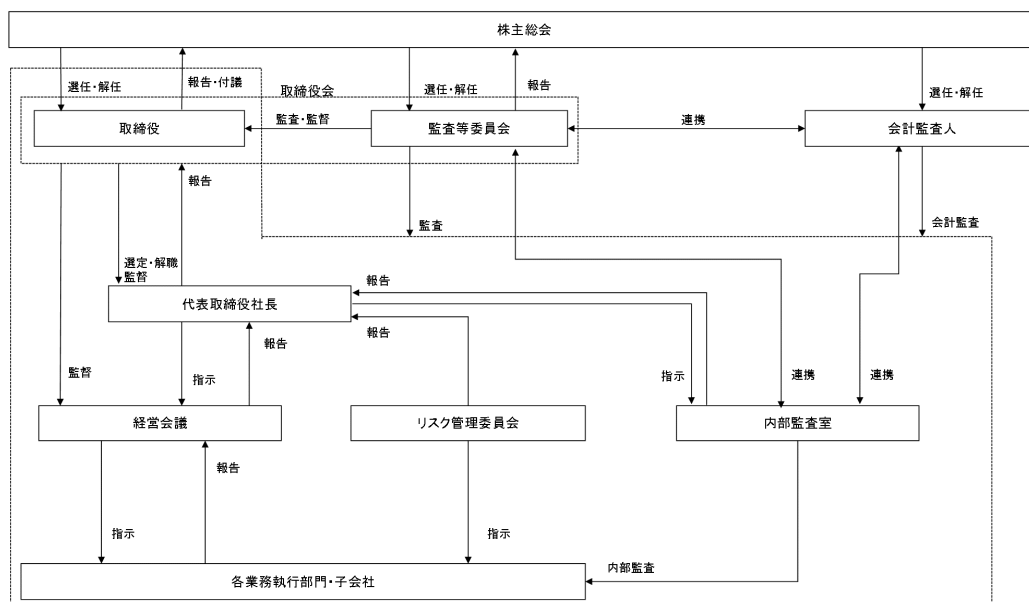 株主総会
選任・解任
報告・付議
選任・解任
報告
選任・解任
取締役会
取締役
監査・監督
監査等委員会
連携
会計監査人
報告
監査
会計監査
選定・解職
監督
代表取締役社長
報告
報告
報告
監督
指示
指示
連携
連携
経営会議
リスク管理委員会
内部監査室
報告
指示
指示
内部監査
各業務執行部門・子会社